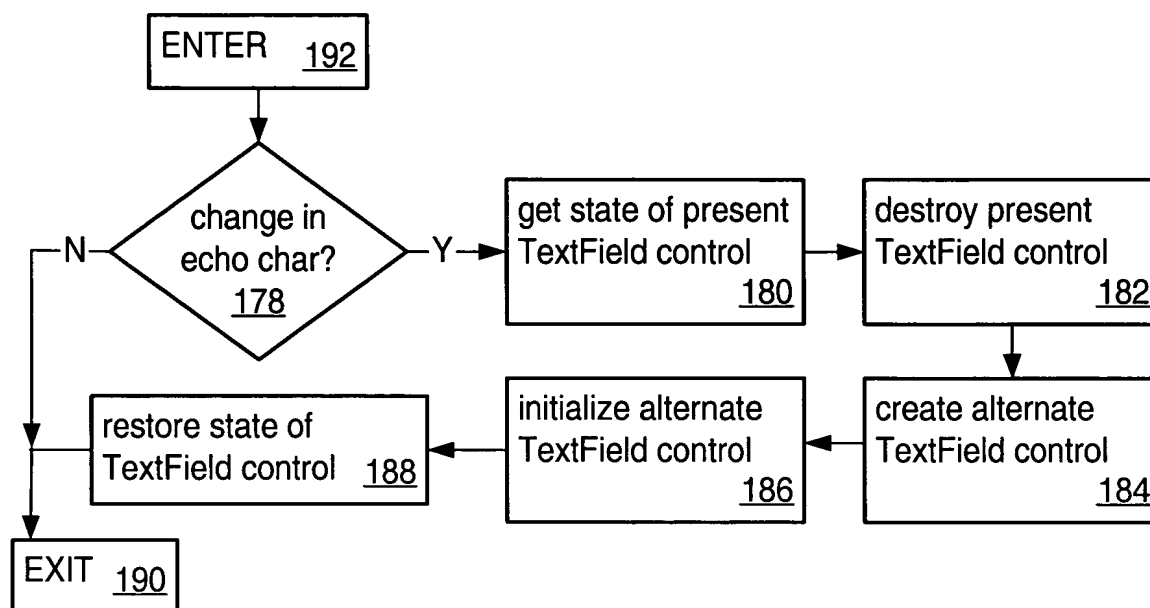 ENTER 192
change in
echo char?
178
N
Y
get state of present
TextField control
180
destroy present
TextField control
182
create alternate
TextField control
184
initialize alternate
TextField control
186
restore state of
TextField control 188
EXIT 190